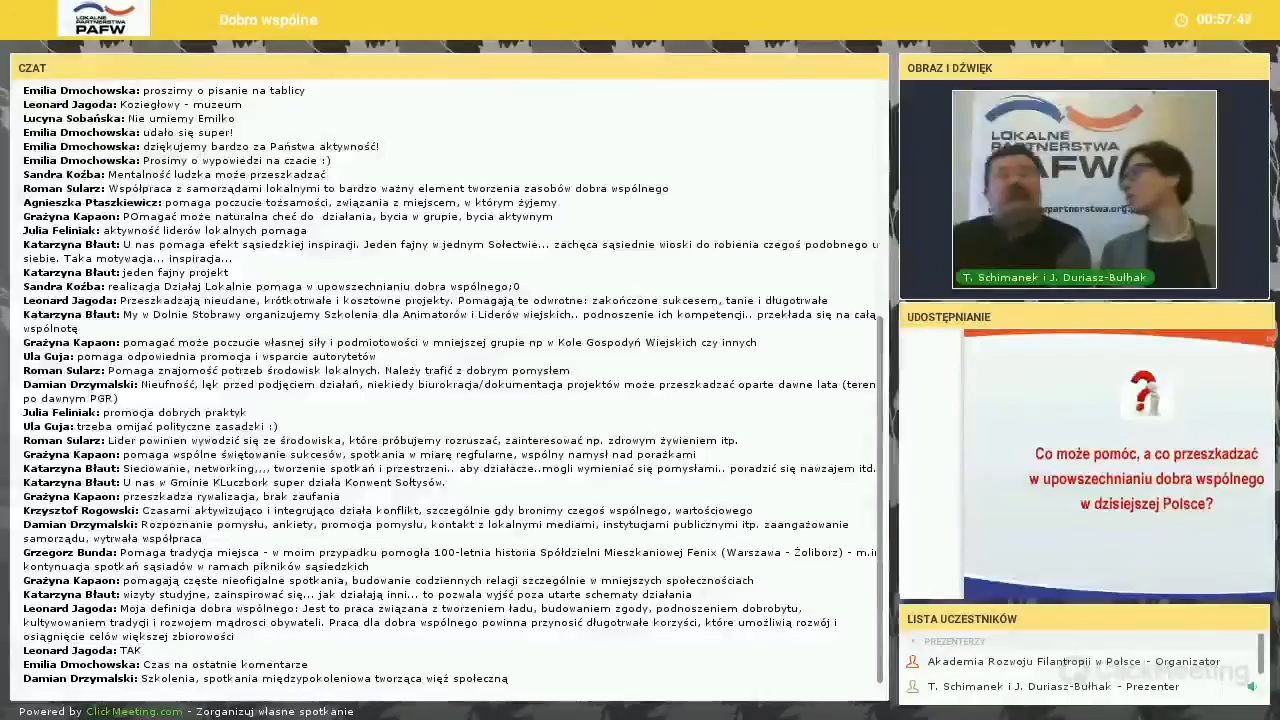 LOKALNE
PARTNERSTWA
PAFW
Dobro wspólne
00:57:47
CZAT
Emilia Dmochowska: proszimy o pisanie na tablicy
Leonard Jagoda: Koziegłowy - muzeum
Lucyna Sobańska: Nie umiemy Emilko
Emilia Dmochowska: udało się super!
Emilia Dmochowska: dziękujemy bardzo za Państwa aktywność!
Emilia Dmochowska: Prosimy o wypowiedzi na czacie :)
Sandra Koźba: Mentalność ludzka może przeszkadzać
Roman Sularz: Współpraca z samorządami lokalnymi to bardzo ważny element tworzenia zasobów dobra wspólnego
Agnieszka Ptaszkiewicz: pomaga poczucie tożsamości, związania z miejscem, w którym żyjemy
Grażyna Kapaon: POmagać może naturalna cheć do działania, bycia w grupie, bycia aktywnym
Julia Feliniak: aktywność liderów lokalnych pomaga
Katarzyna Błaut: U nas pomaga efekt sąsiedzkiej inspiracji. Jeden fajny w jednym Sołectwie... zachęca sąsiednie wioski do robienia czegoś podobnego u
siebie. Taka motywacja... inspiracja...
Katarzyna Błaut: jeden fajny projekt
Sandra Koźba: realizacja Działaj Lokalnie pomaga w upowszechnianiu dobra wspólnego;0
Leonard Jagoda: Przeszkadzają nieudane, krótkotrwałe i kosztowne projekty. Pomagają te odwrotne: zakończone sukcesem, tanie i długotrwałe
Katarzyna Błaut: My w Dolnie Stobrawy organizujemy Szkolenia dla Animatorów i Liderów wiejskich.. podnoszenie ich kompetencji.. przekłada się na całą
wspólnotę
Grażyna Kapaon: pomagać może poczucie własnej siły i podmiotowości w mniejszej grupie np w Kole Gospodyń Wiejskich czy innych
Ula Guja: pomaga odpowiednia promocja i wsparcie autorytetów
Roman Sularz: Pomaga znajomość potrzeb środowisk lokalnych. Należy trafić z dobrym pomysłem
Damian Drzymalski: Nieufność, lęk przed podjęciem działań, niekiedy biurokracja/dokumentacja projektów może przeszkadzać oparte dawne lata (teren
po dawnym PGR)
Julia Feliniak: promocja dobrych praktyk
Ula Guja: trzeba omijać polityczne zasadzki :)
Roman Sularz: Lider powinien wywodzić się ze środowiska, które próbujemy rozruszać, zainteresować np. zdrowym żywieniem itp.
Grażyna Kapaon: pomaga wspólne świętowanie sukcesów, spotkania w miarę regfularne, wspólny namysł nad porażkami
Katarzyna Błaut: Sieciowanie, networking,,,, tworzenie spotkań i przestrzeni.. aby działacze..mogli wymieniać się pomysłami.. poradzić się nawzajem itd.
Katarzyna Błaut: U nas w Gminie KLuczbork super działa Konwent Sołtysów.
Grażyna Kapaon: przeszkadza rywalizacja, brak zaufania
Krzysztof Rogowski: Czasami aktywizująco i integrująco działa konflikt, szczególnie gdy bronimy czegoś wspólnego, wartościowego
Damian Drzymalski: Rozpoznanie pomysłu, ankiety, promocja pomysłu, kontakt z lokalnymi mediami, instytucjami publicznymi itp. zaangażowanie
samorządu, wytrwała współpraca
Grzegorz Bunda: Pomaga tradycja miejsca - w moim przypadku pomogła 100-letnia historia Spółdzielni Mieszkaniowej Fenix (Warszawa - Żoliborz) - m.in
kontynuacja spotkań sąsiadów w ramach pikników sąsiedzkich
Grażyna Kapaon: pomagają częste nieoficjalne spotkania, budowanie codziennych relacji szczególnie w mniejszych społecznościach
Katarzyna Błaut: wizyty studyjne, zainspirować się... jak działają inni... to pozwala wyjść poza utarte schematy działania
Leonard Jagoda: Moja definicja dobra wspólnego: Jest to praca związana z tworzeniem ładu, budowaniem zgody, podnoszeniem dobrobytu,
kultywowaniem tradycji i rozwojem mądrosci obywateli. Praca dla dobra wspólnego powinna przynosić długotrwałe korzyści, które umożliwią rozwój i
osiągnięcie celów większej zbiorowości
Leonard Jagoda: TAK
Emilia Dmochowska: Czas na ostatnie komentarze
Damian Drzymalski: Szkolenia, spotkania międzypokoleniowa tworząca więź społeczną
Powered by ClickMeeting.com - Zorganizuj własne spotkanie
OBRAZ I DŹWIĘK
LOKALNE
PARTNERSTWA
PAFW
partnerstwa.org.p
T. Schimanek i J. Duriasz-Bułhak
UDOSTĘPNIANIE
Co może pomóc, a co przeszkadzać
w upowszechnianiu dobra wspólnego
w dzisiejszej Polsce?
LISTA UCZESTNIKÓW
PREZENTERZY
Akademia Rozwoju Filantropii w Polsce - Organizator
T. Schimanek i J. Duriasz-Bułhak - Prezenter
ClickMeeting